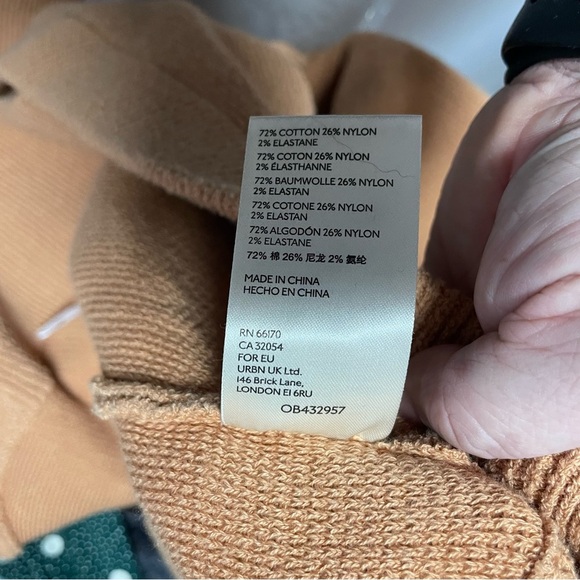 72% COTTON 26% NYLON
2% ELASTANE
72% COTON 26% NYLON
2% ÉLASTHANNE
72% BAUMWOLLE 26% NYLON
2% ELASTAN
72% COTONE 26% NYLON
2% ELASTAN
72% ALGODÓN 26% NYLON
2% ELASTANE
72% 棉 26% 尼龙 2% 氨纶
MADE IN CHINA
HECHO EN CHINA
RN 66170
CA 32054
FOR EU
URBN UK Ltd.
146 Brick Lane,
LONDON E1 6RU
OB432957